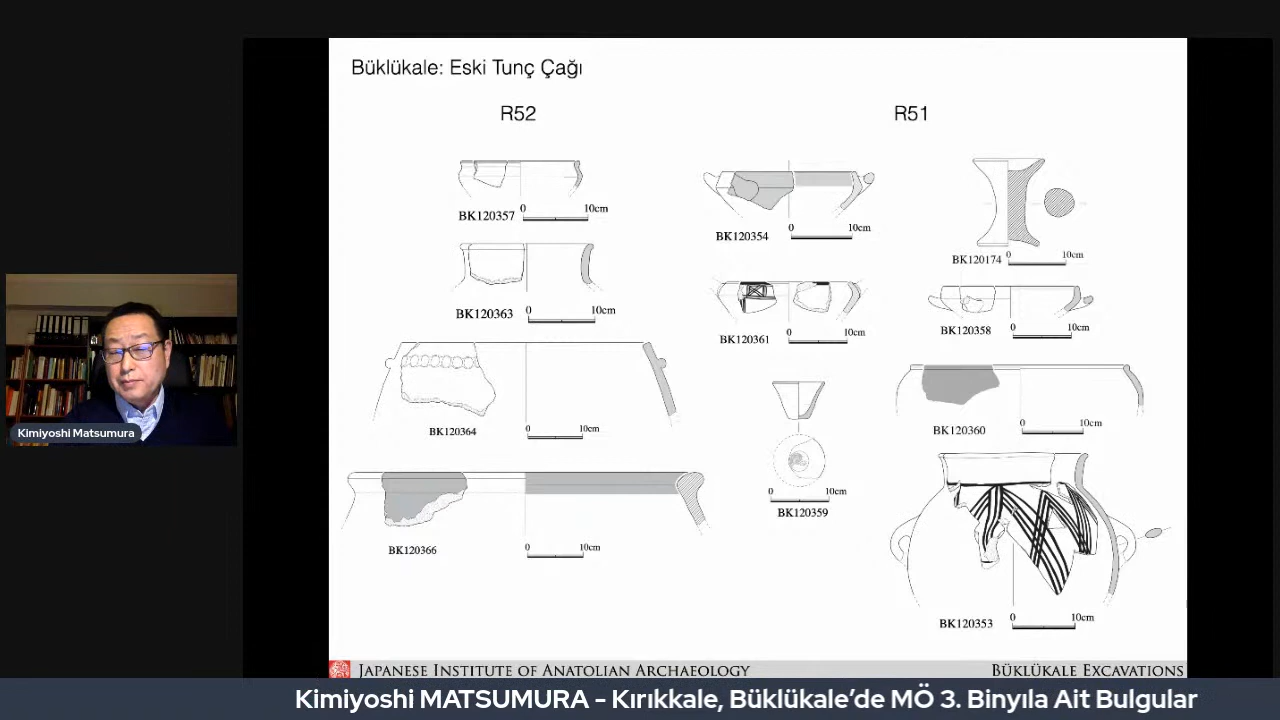 Büklükale: Eski Tunç Çağı
R52
R51
BK120357
0 10cm
BK120363
0 10cm
BK120364
0 10cm
BK120366
0 10cm
BK120354
0 10cm
BK120361
0 10cm
0 10cm
BK120359
BK120174
0 10cm
BK120358
0 10cm
BK120360
0 10cm
BK120353
0 10cm
Kimiyoshi Matsumura
JAPANESE INSTITUTE OF ANATOLIAN ARCHAEOLOGY
BÜKLÜKALE EXCAVATIONS
Kimiyoshi MATSUMURA – Kırıkkale, Büklükale’de MÖ 3. Binyıla Ait Bulgular